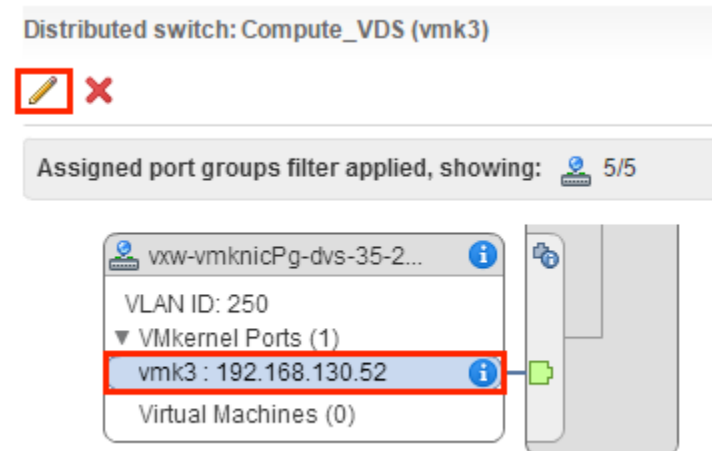 Distributed switch: Compute_VDS (vmk3)
Assigned port groups filter applied, showing: 5/5
vxw-vmknicPg-dvs-35-2...
VLAN ID: 250
VMkernel Ports (1)
vmk3 : 192.168.130.52
Virtual Machines (0)